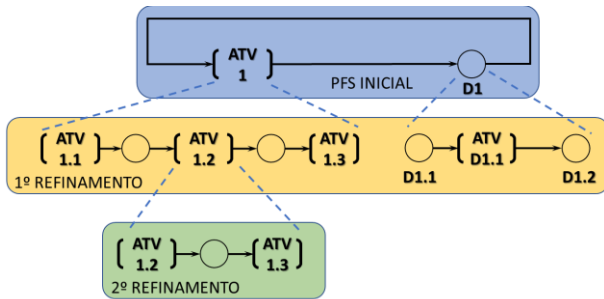 ATV
1
PFS INICIAL
D1
ATV
1.1
ATV
1.2
ATV
1.3
ATV
D1.1
D1.1
D1.2
1º REFINAMENTO
ATV
1.2
ATV
1.3
2º REFINAMENTO